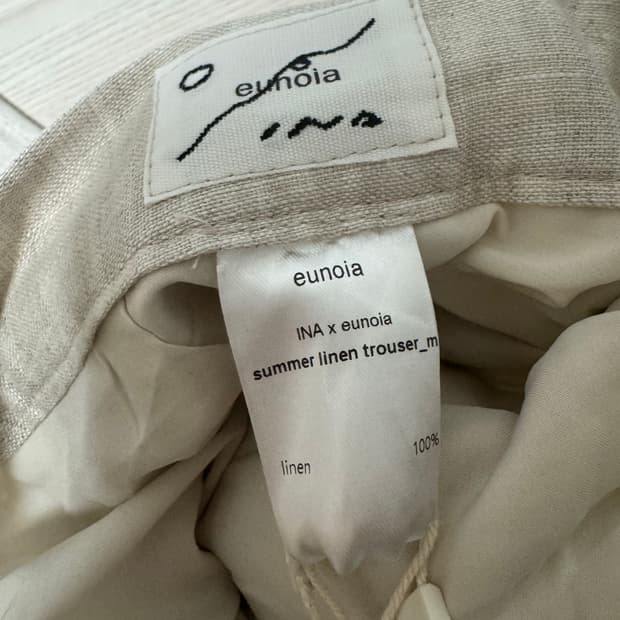 eunoia
INA
eunoia
INA x eunoia
summer linen trouser_m
linen 100%